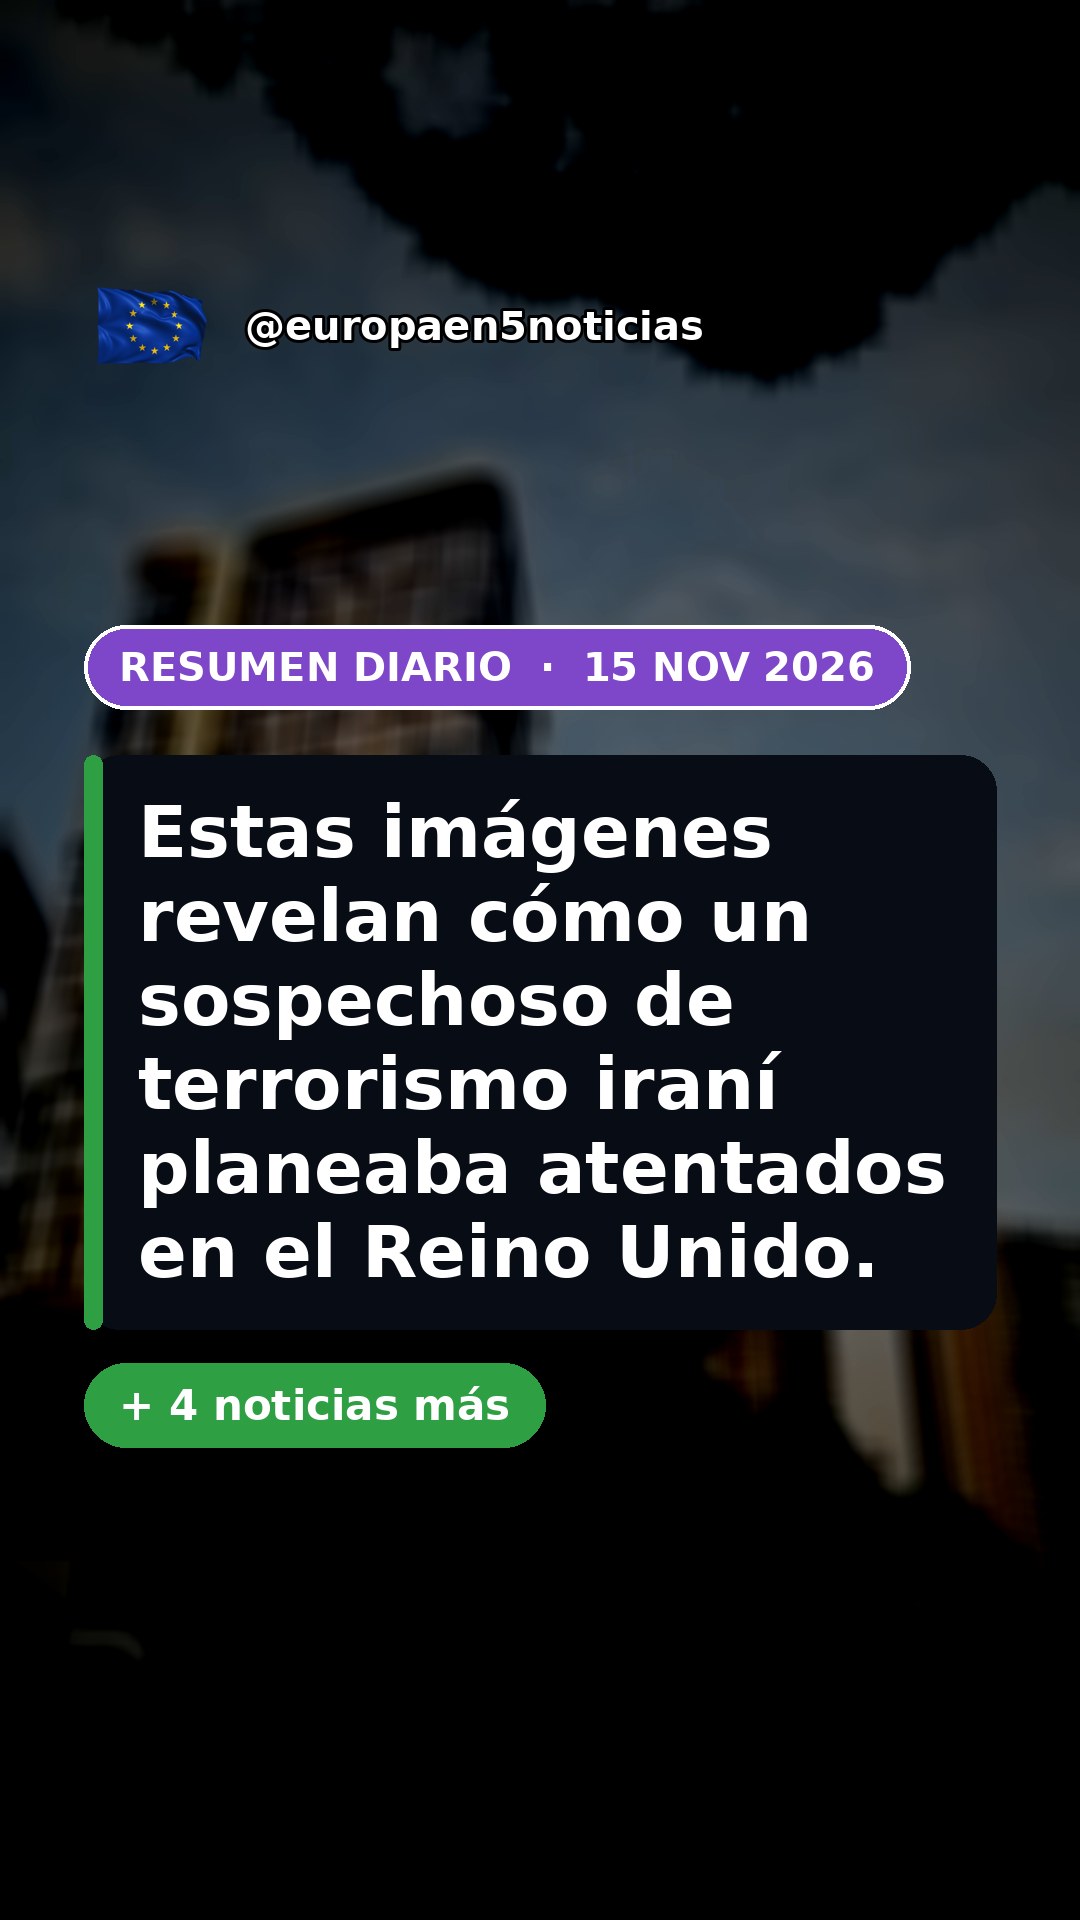 @europaen5noticias
RESUMEN DIARIO · 15 NOV 2026
Estas imágenes
revelan cómo un
sospechoso de
terrorismo iraní
planeaba atentados
en el Reino Unido.
+ 4 noticias más